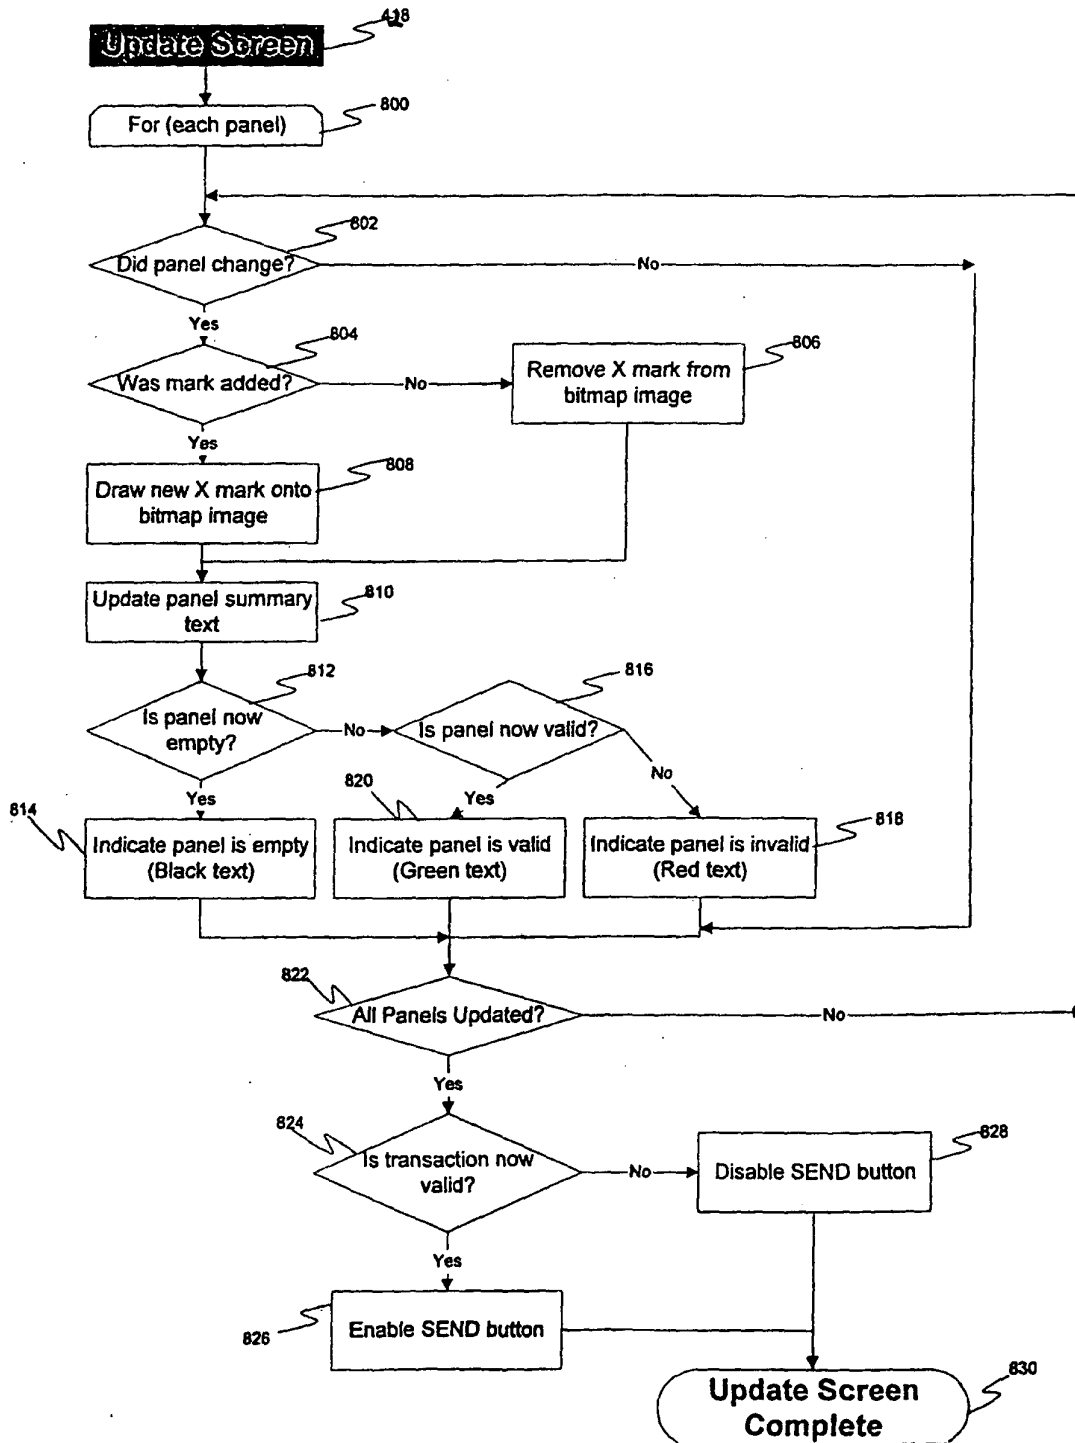 418
Update Screen
800
For (each panel)
802
Did panel change?
No
Yes
804
Was mark added?
No
806
Remove X mark from
bitmap image
Yes
808
Draw new X mark onto
bitmap image
810
Update panel summary
text
812
Is panel now
empty?
No
816
Is panel now valid?
No
Yes
820
Yes
814
Indicate panel is empty
(Black text)
Indicate panel is valid
(Green text)
Indicate panel is invalid
(Red text)
818
822
All Panels Updated?
No
Yes
824
Is transaction now
valid?
No
828
Disable SEND button
Yes
826
Enable SEND button
830
Update Screen
Complete